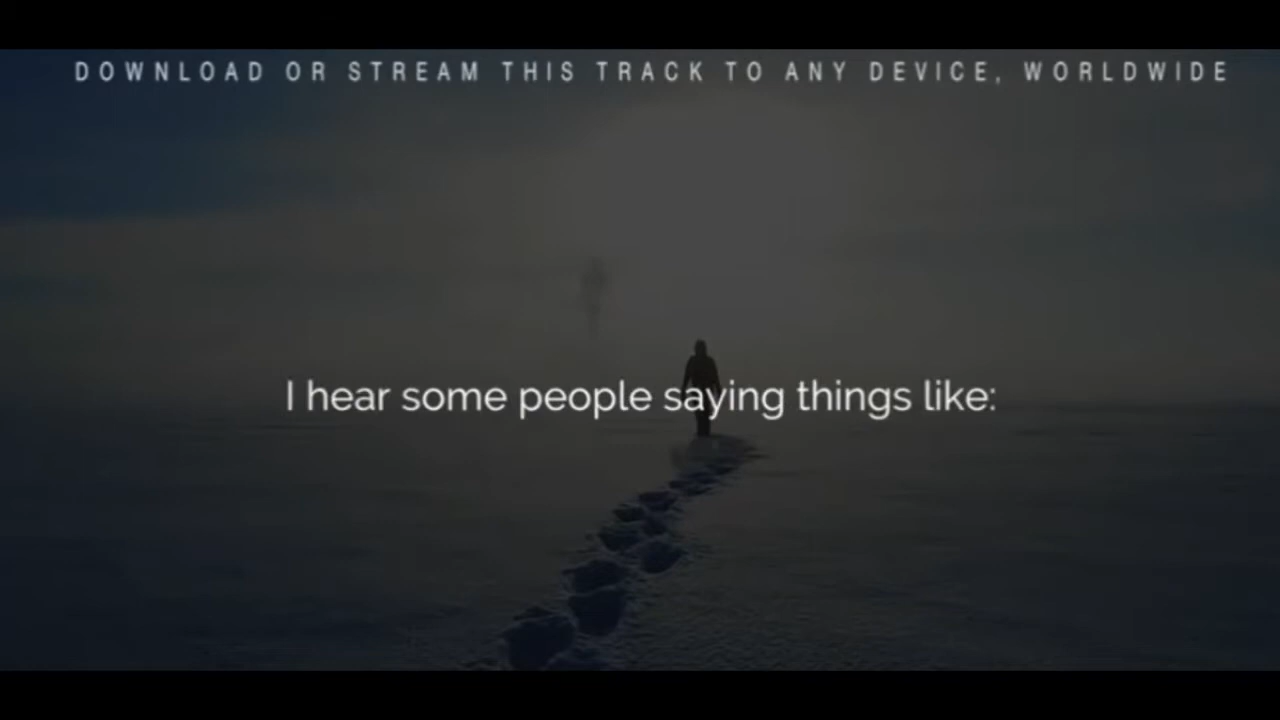 DOWNLOAD OR STREAM THIS TRACK TO ANY DEVICE, WORLDWIDE
I hear some people saying things like: